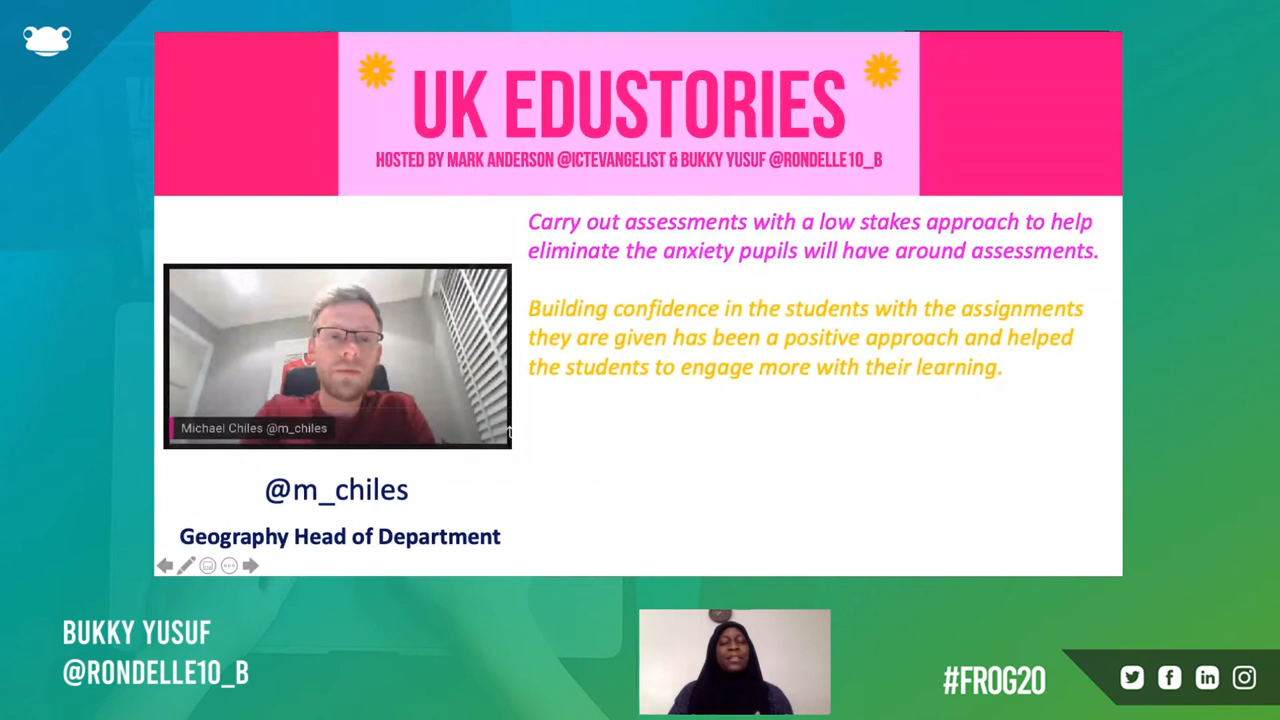 UK EDUSTORIES
HOSTED BY MARK ANDERSON @ICTEVANGELIST & BUKKY YUSUF @RONDELLE10_B
Carry out assessments with a low stakes approach to help
eliminate the anxiety pupils will have around assessments.
Building confidence in the students with the assignments
they are given has been a positive approach and helped
the students to engage more with their learning.
Michael Chiles @m_chiles
@m_chiles
Geography Head of Department
BUKKY YUSUF
@RONDELLE10_B
#FROG20